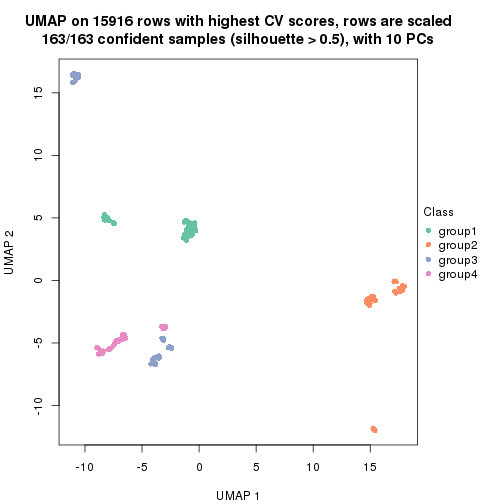 UMAP on 15916 rows with highest CV scores, rows are scaled
163/163 confident samples (silhouette > 0.5), with 10 PCs
15
10
5
0
-5
-10
UMAP 2
-10
-5
0
5
10
15
UMAP 1
Class
group1
group2
group3
group4